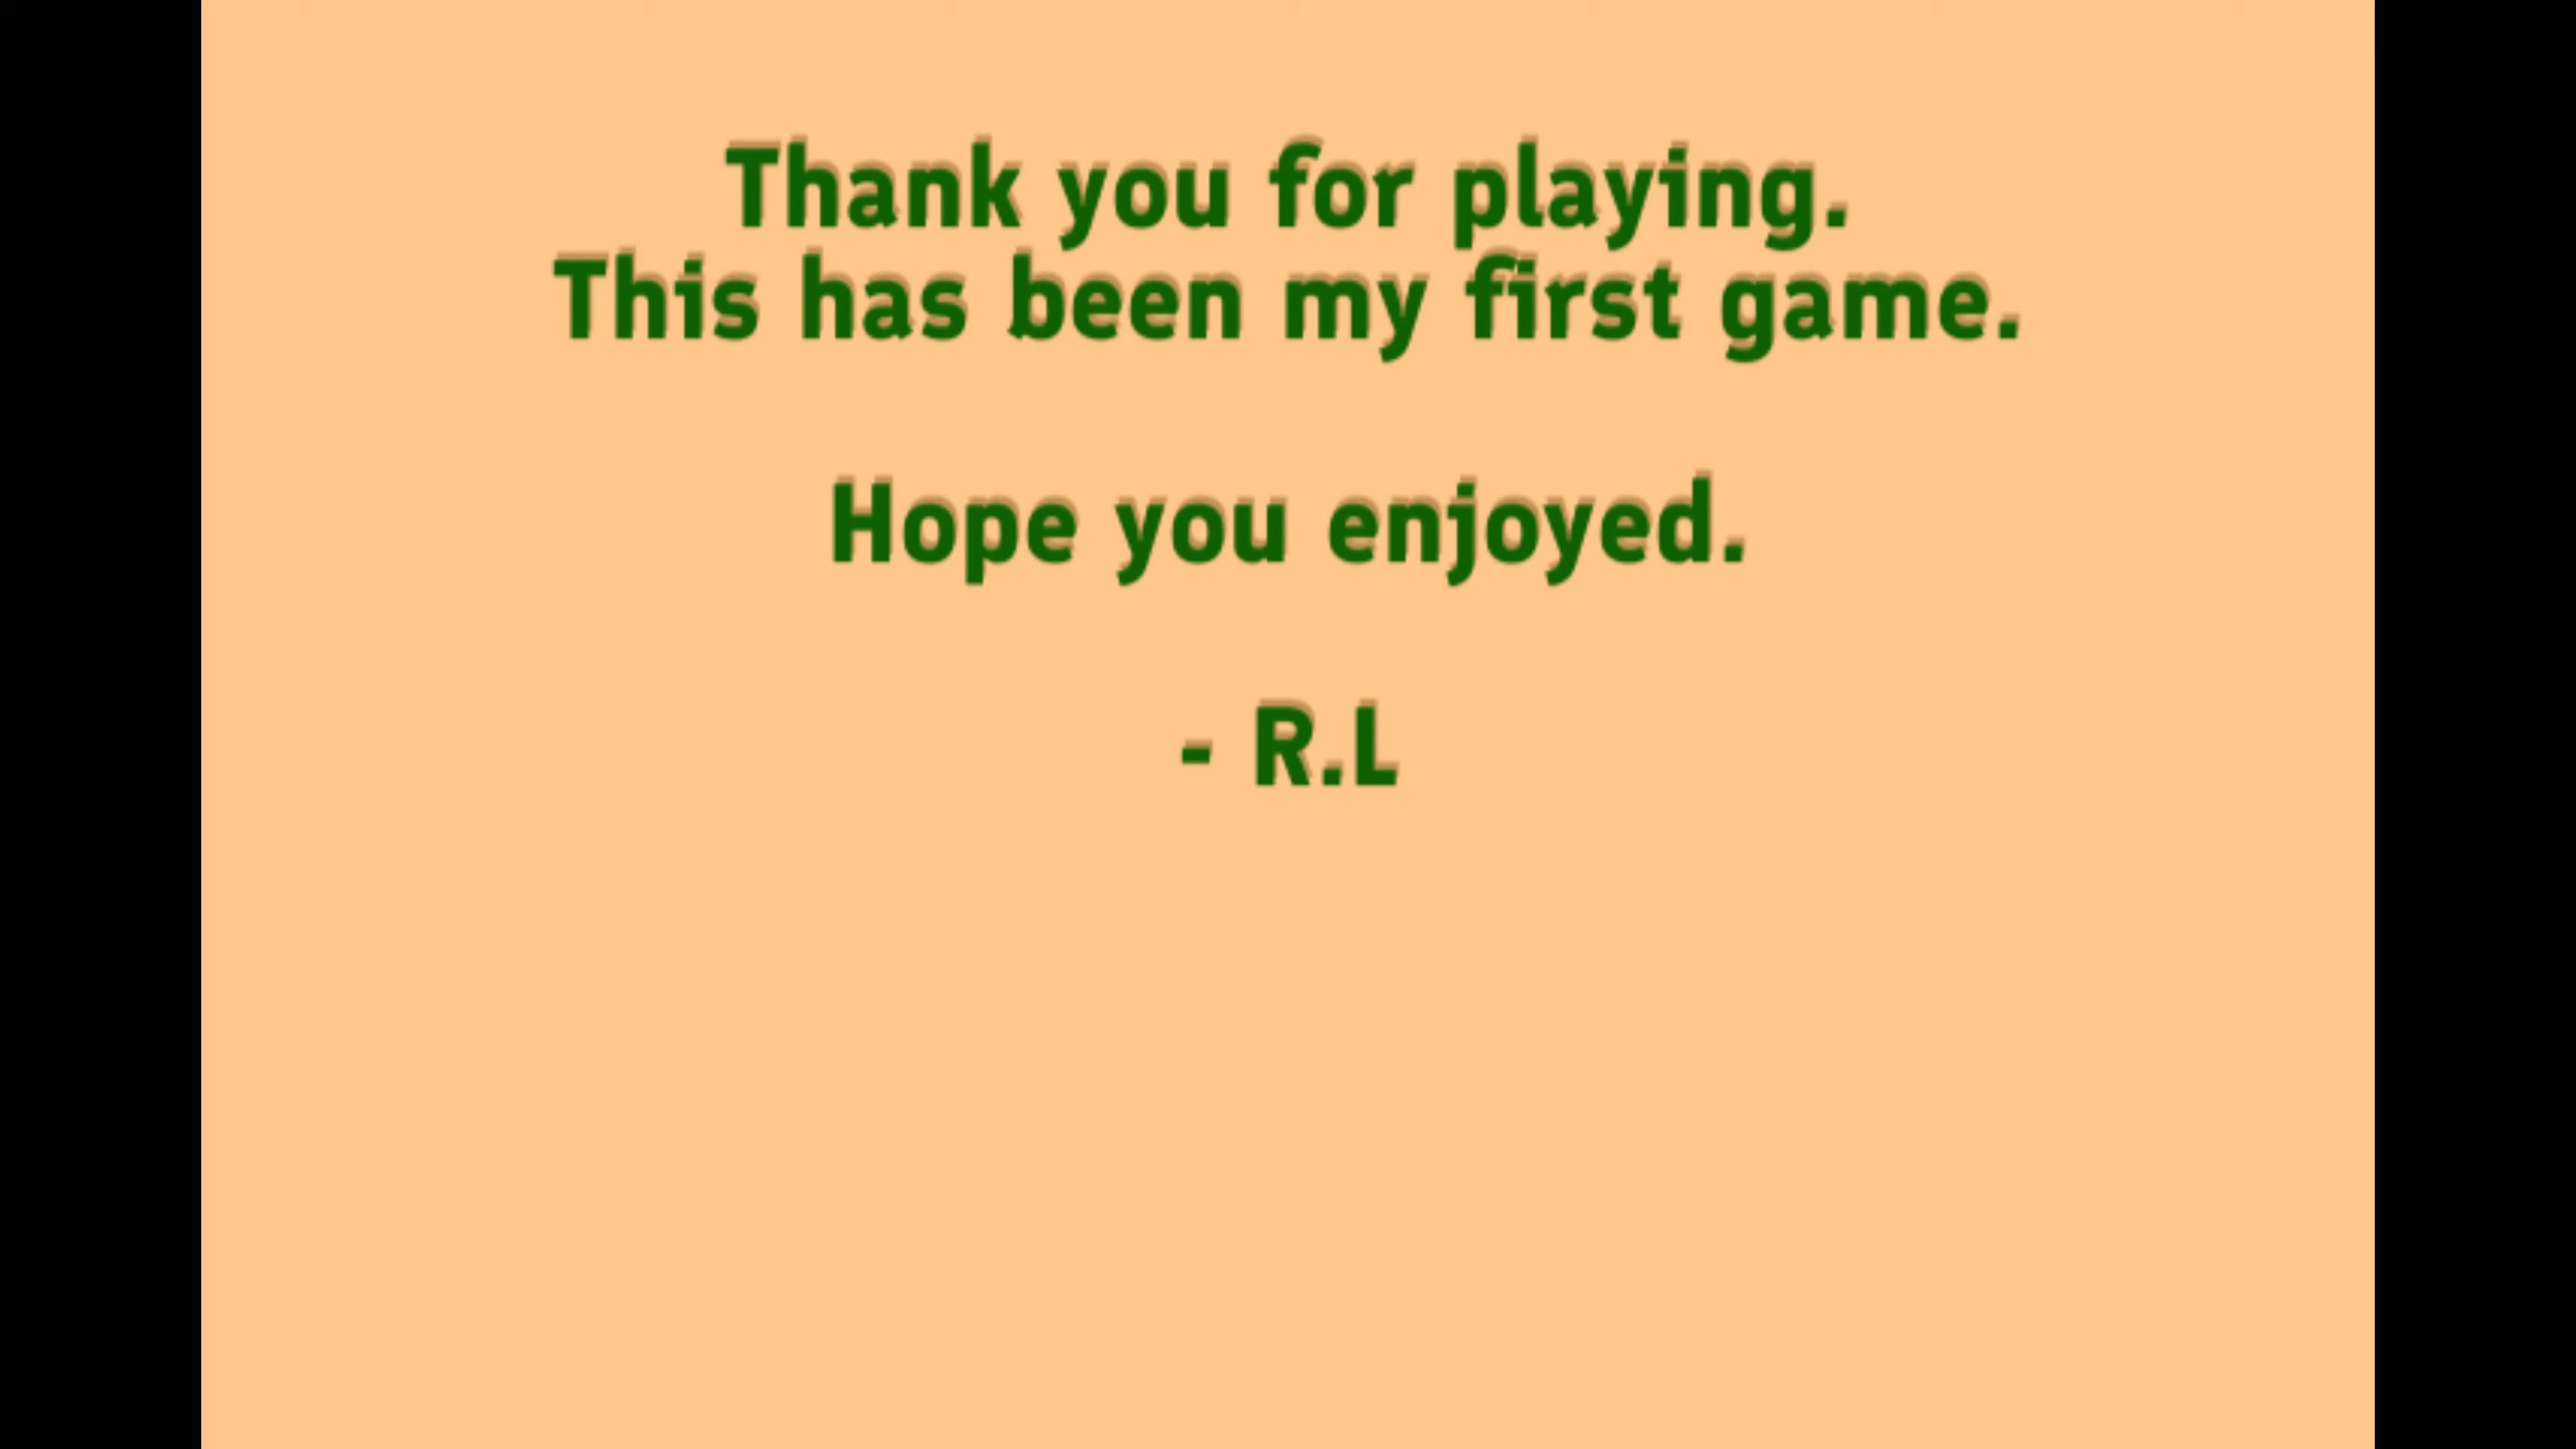 Thank you for playing.
This has been my first game.
Hope you enjoyed.
- R.L